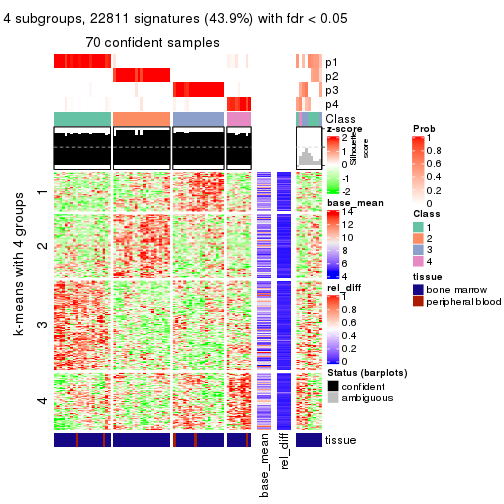 4 subgroups, 22811 signatures (43.9%) with fdr < 0.05
70 confident samples
p1
p2
p3
p4
Class
z-score
2
1
0
-1
-2
Silhouette
score
base_mean
14
12
10
8
6
4
rel_diff
1
0.8
0.6
0.4
0.2
0
Status (barplots)
confident
ambiguous
Prob
1
0.8
0.6
0.4
0.2
0
Class
1
2
3
4
tissue
bone marrow
peripheral blood
k-means with 4 groups
1
2
3
4
tissue
base_mean
rel_diff